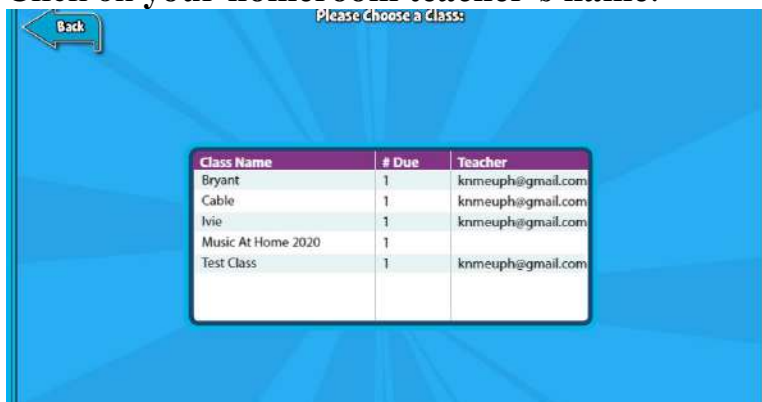 Click on your homeroom teacher's name.
Back
Please Choose a Class:
Class Name # Due Teacher
Bryant 1 knmeuph@gmail.com
Cable 1 knmeuph@gmail.com
Ivie 1 knmeuph@gmail.com
Music At Home 2020 1
Test Class 1 knmeuph@gmail.com